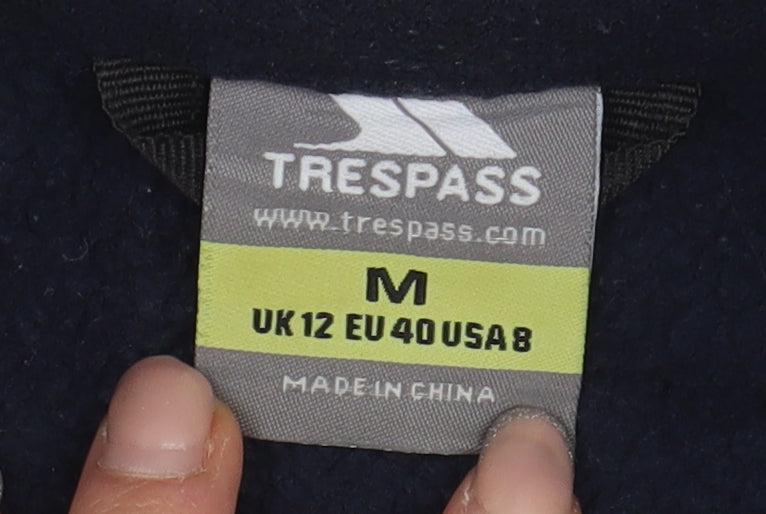 TRESPASS
www.trespass.com
M
UK 12 EU 40 USA 8
MADE IN CHINA